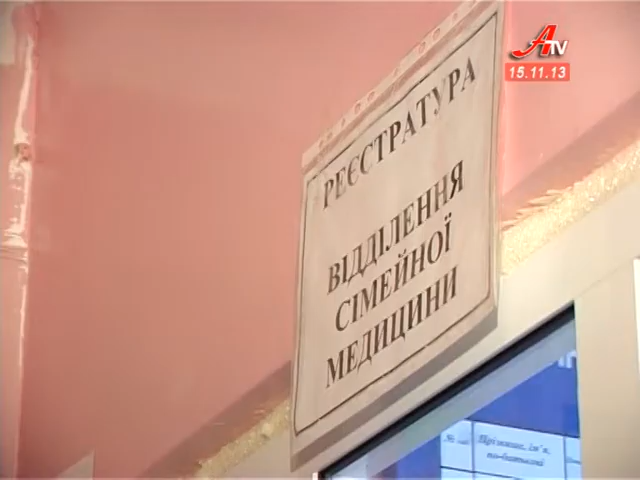 АTV
15.11.13
РЕЄСТРАТУРА
ВІДДІЛЕННЯ
СІМЕЙНОЇ
МЕДИЦИНИ
Прізвище, ім'я,
по-батькові